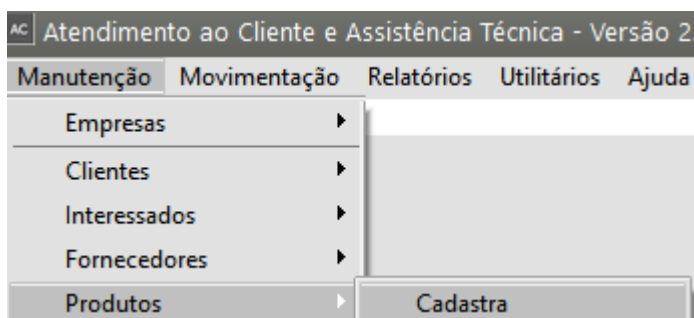 AC Atendimento ao Cliente e Assistência Técnica - Versão 2
Manutenção Movimentação Relatórios Utilitários Ajuda
Empresas
Clientes
Interessados
Fornecedores
Produtos Cadastra